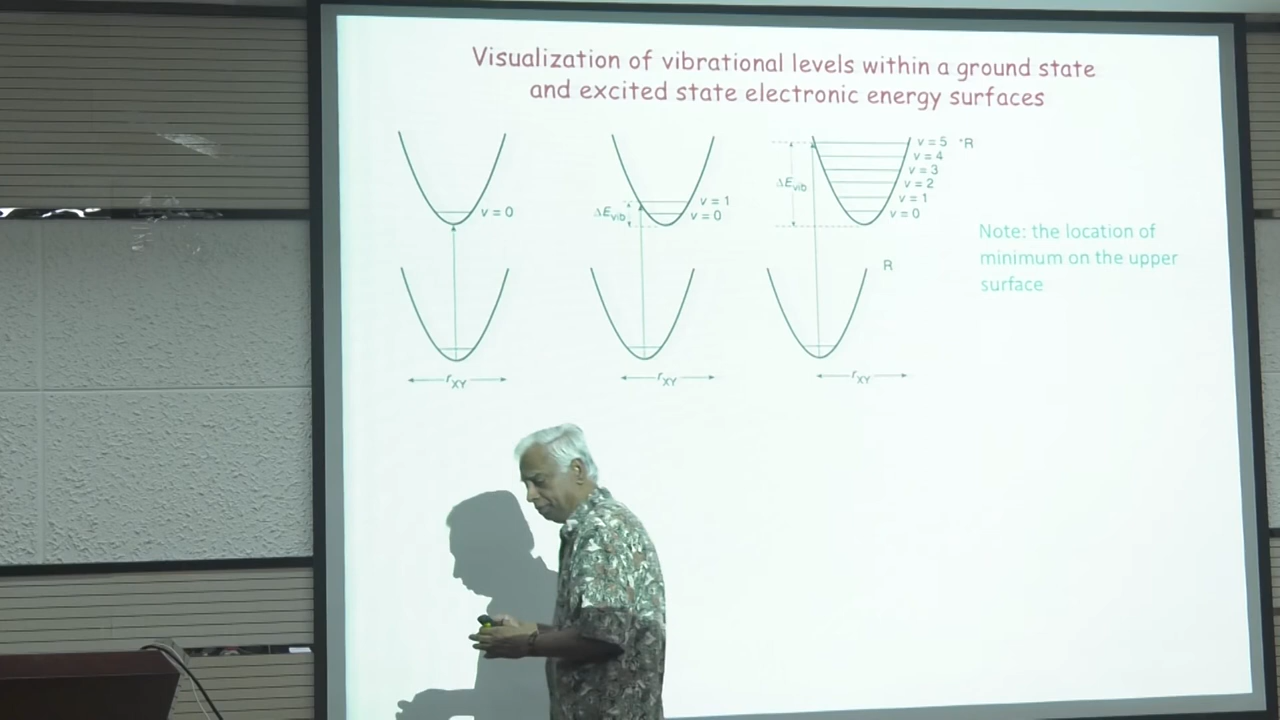 Visualization of vibrational levels within a ground state
and excited state electronic energy surfaces
v = 0
ΔEvib
v = 1
v = 0
ΔEvib
v = 5 *R
v = 4
v = 3
v = 2
v = 1
v = 0
Note: the location of
minimum on the upper
surface
R
rXY
rXY
rXY